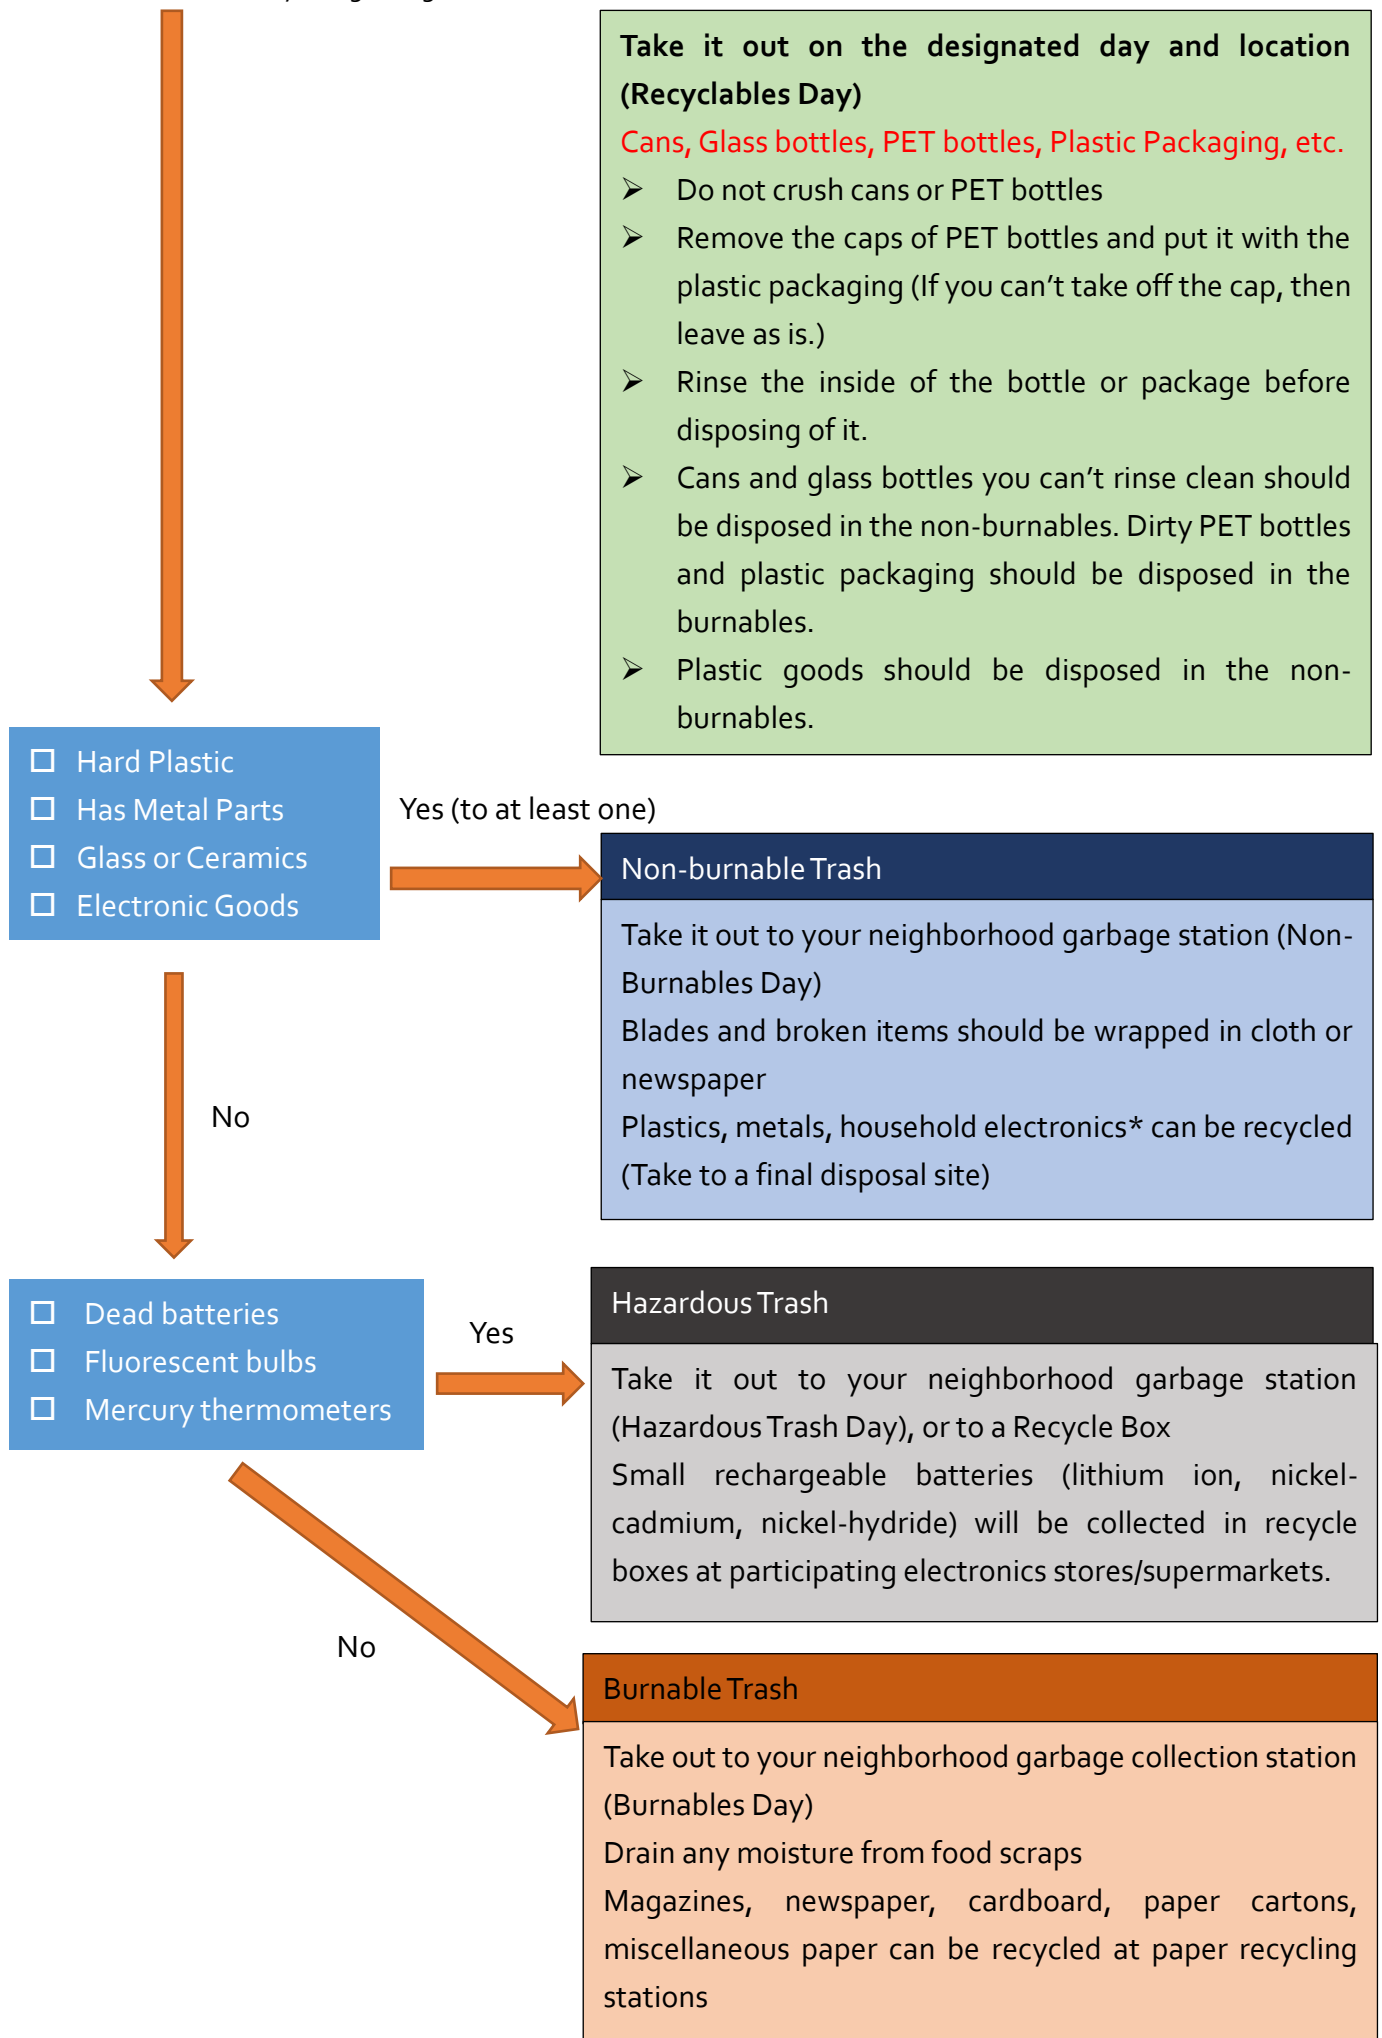 Take it out on the designated day and location
(Recyclables Day)
Cans, Glass bottles, PET bottles, Plastic Packaging, etc.
➢ Do not crush cans or PET bottles
➢ Remove the caps of PET bottles and put it with the
plastic packaging (If you can’t take off the cap, then
leave as is.)
➢ Rinse the inside of the bottle or package before
disposing of it.
➢ Cans and glass bottles you can’t rinse clean should
be disposed in the non-burnables. Dirty PET bottles
and plastic packaging should be disposed in the
burnables.
➢ Plastic goods should be disposed in the non-
burnables.
☐ Hard Plastic
☐ Has Metal Parts
☐ Glass or Ceramics
☐ Electronic Goods
Yes (to at least one)
Non-burnable Trash
Take it out to your neighborhood garbage station (Non-
Burnables Day)
Blades and broken items should be wrapped in cloth or
newspaper
Plastics, metals, household electronics* can be recycled
(Take to a final disposal site)
No
☐ Dead batteries
☐ Fluorescent bulbs
☐ Mercury thermometers
Yes
Hazardous Trash
Take it out to your neighborhood garbage station
(Hazardous Trash Day), or to a Recycle Box
Small rechargeable batteries (lithium ion, nickel-
cadmium, nickel-hydride) will be collected in recycle
boxes at participating electronics stores/supermarkets.
No
Burnable Trash
Take out to your neighborhood garbage collection station
(Burnables Day)
Drain any moisture from food scraps
Magazines, newspaper, cardboard, paper cartons,
miscellaneous paper can be recycled at paper recycling
stations